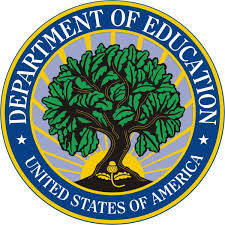 DEPARTMENT OF EDUCATION
UNITED STATES OF AMERICA